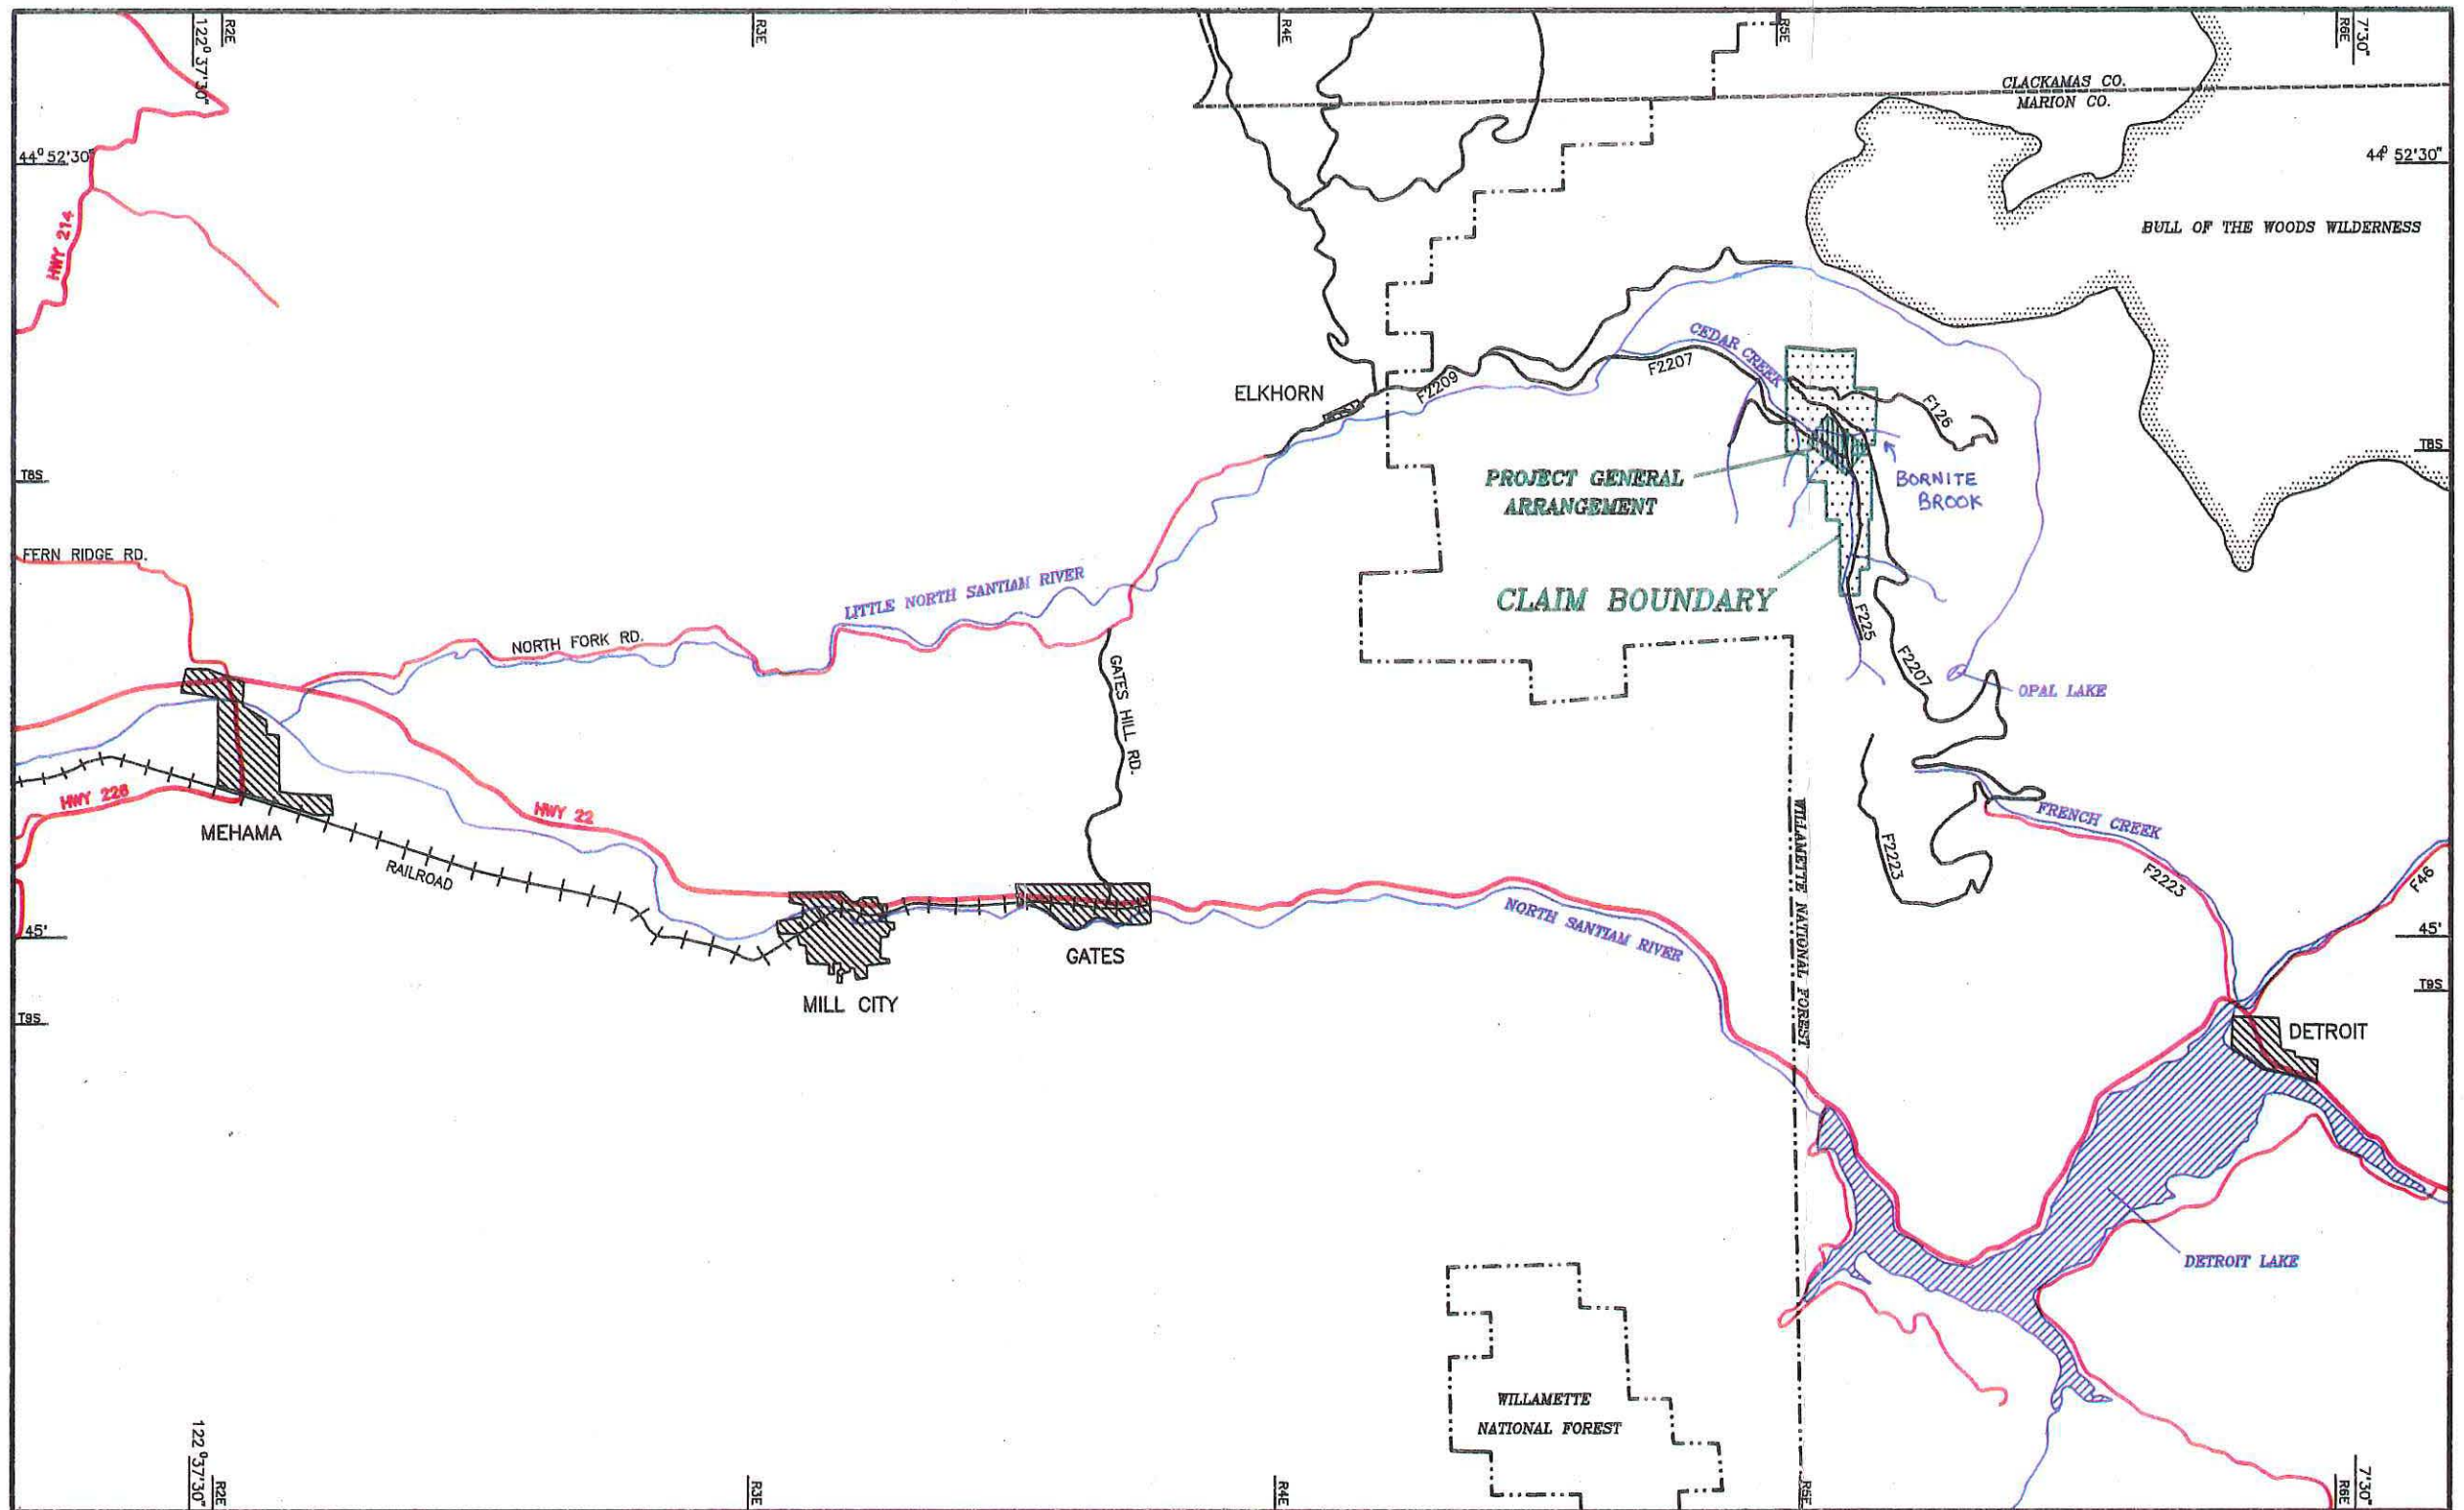 R2E
122° 37'30"
R3E
R4E
R5E
R6E
7'30"
CLACKAMAS CO.
MARION CO.
44° 52'30"
44° 52'30"
HWY 214
BULL OF THE WOODS WILDERNESS
CEDAR CREEK
F2207
ELKHORN
F2209
F126
T8S
T8S
PROJECT GENERAL
ARRANGEMENT
BORNITE
BROOK
FERN RIDGE RD.
LITTLE NORTH SANTIAM RIVER
CLAIM BOUNDARY
F225
NORTH FORK RD.
GATES HILL RD.
F2207
OPAL LAKE
HWY 226
MEHAMA
HWY 22
RAILROAD
WILLAMETTE NATIONAL FOREST
FRENCH CREEK
F2223
F2223
F46
NORTH SANTIAM RIVER
45'
45'
GATES
MILL CITY
T9S
T9S
DETROIT
DETROIT LAKE
WILLAMETTE
NATIONAL FOREST
122° 37'30"
R2E
R3E
R4E
R5E
R6E
7'30"